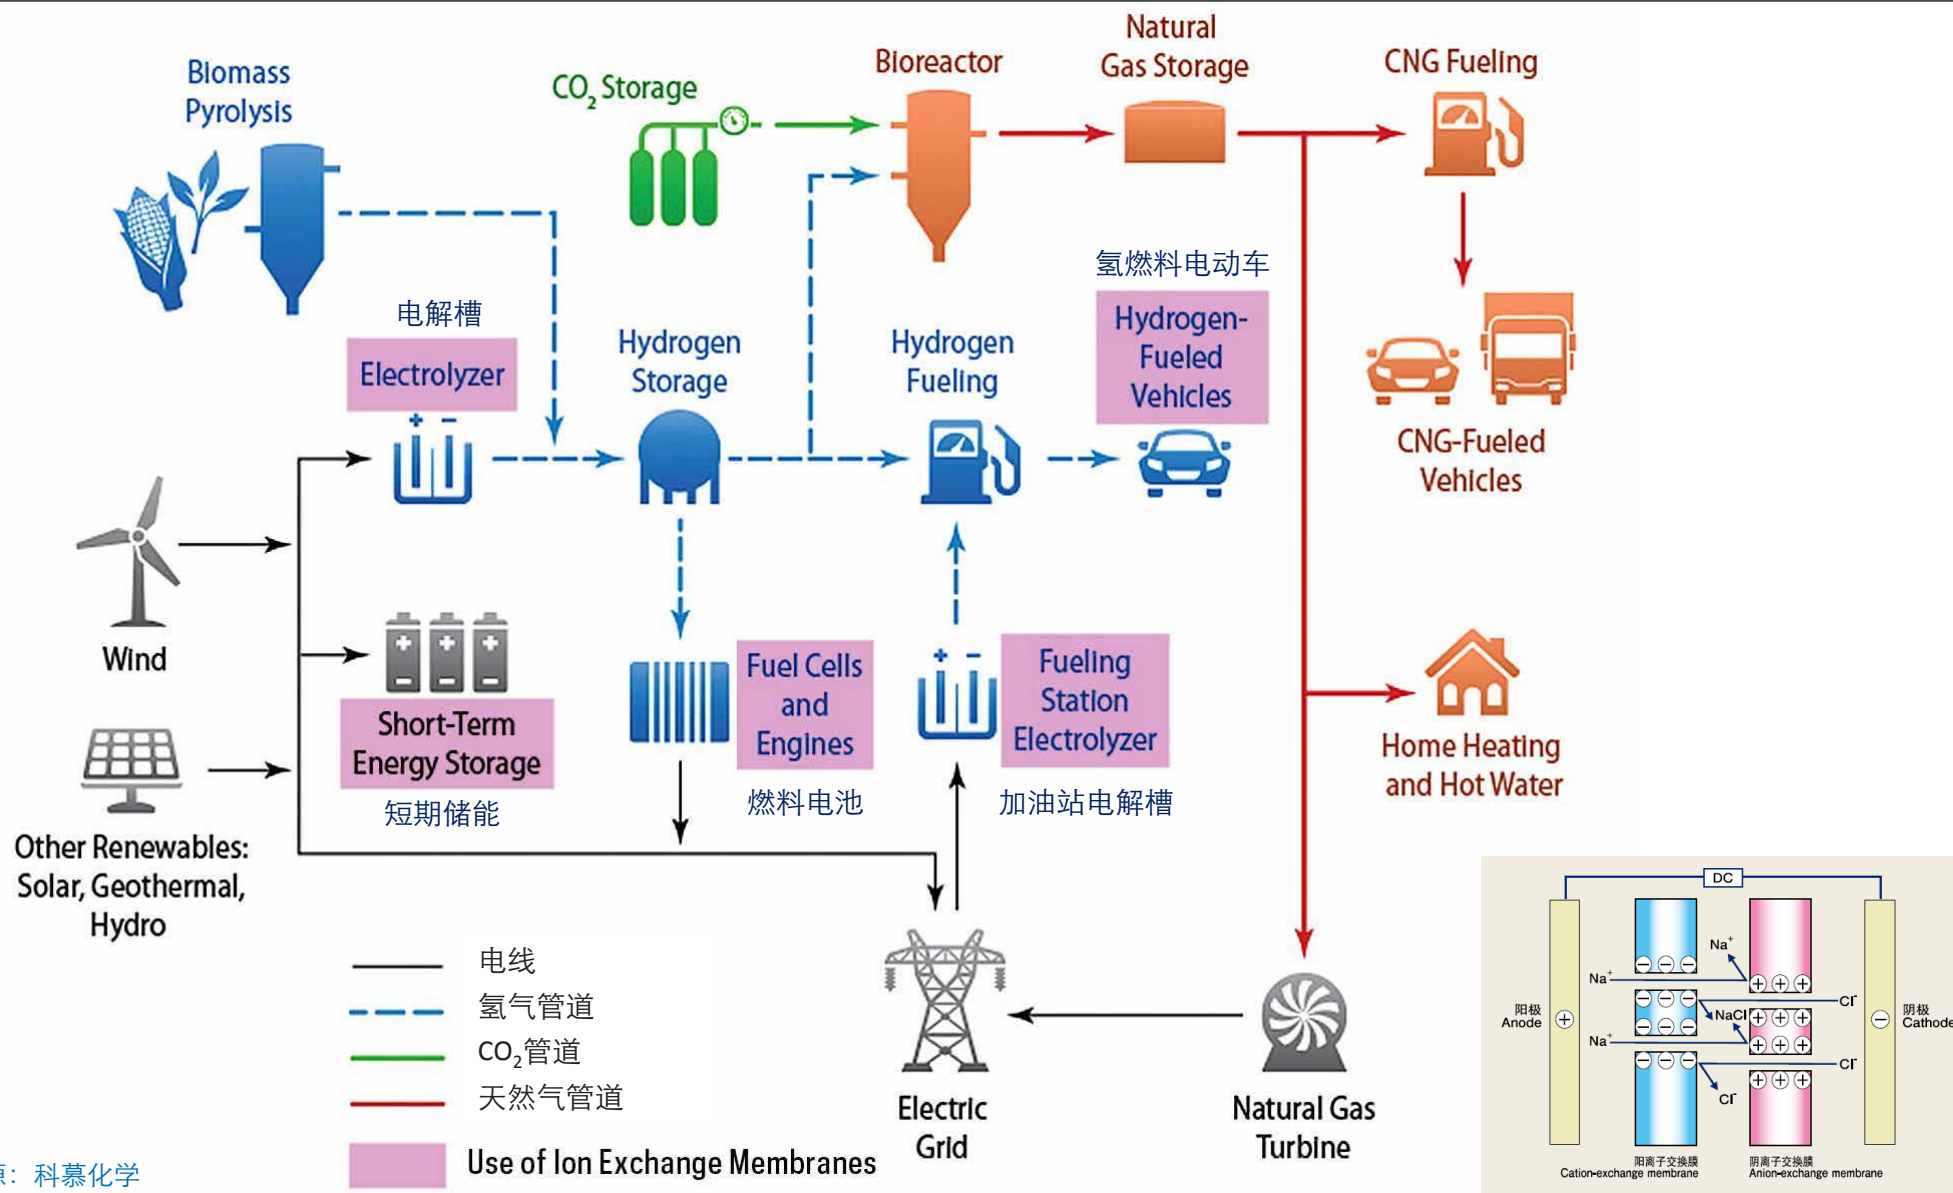 Biomass
Pyrolysis
CO₂ Storage
Bioreactor
Natural
Gas Storage
CNG Fueling
电解槽
Electrolyzer
+ −
Hydrogen
Storage
Hydrogen
Fueling
氢燃料电动车
Hydrogen-
Fueled
Vehicles
CNG-Fueled
Vehicles
Wind
Short-Term
Energy Storage
短期储能
Fuel Cells
and
Engines
燃料电池
+ −
Fueling
Station
Electrolyzer
加油站电解槽
Home Heating
and Hot Water
Other Renewables:
Solar, Geothermal,
Hydro
Electric
Grid
Natural Gas
Turbine
电线
氢气管道
CO₂管道
天然气管道
Use of Ion Exchange Membranes
：科慕化学
DC
Na⁺
Na⁺
Cl⁻
NaCl
Na⁺
Cl⁻
Cl⁻
阳极
Anode
阴极
Cathode
阳离子交换膜
Cation-exchange membrane
阴离子交换膜
Anion-exchange membrane